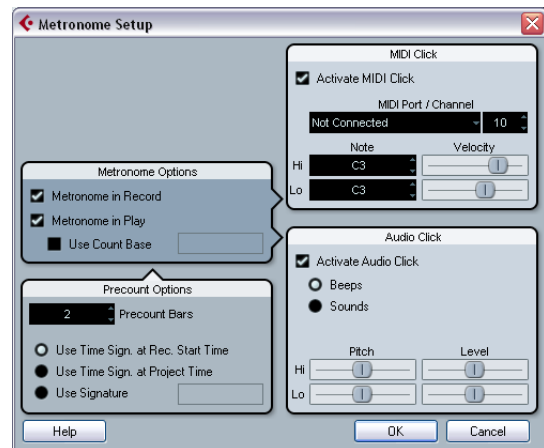 Metronome Setup
MIDI Click
Activate MIDI Click
MIDI Port / Channel
Not Connected 10
Note Velocity
Hi C3
Lo C3
Metronome Options
Metronome in Record
Metronome in Play
Use Count Base
Precount Options
2 Precount Bars
Use Time Sign. at Rec. Start Time
Use Time Sign. at Project Time
Use Signature
Audio Click
Activate Audio Click
Beeps
Sounds
Pitch Level
Hi
Lo
Help OK Cancel